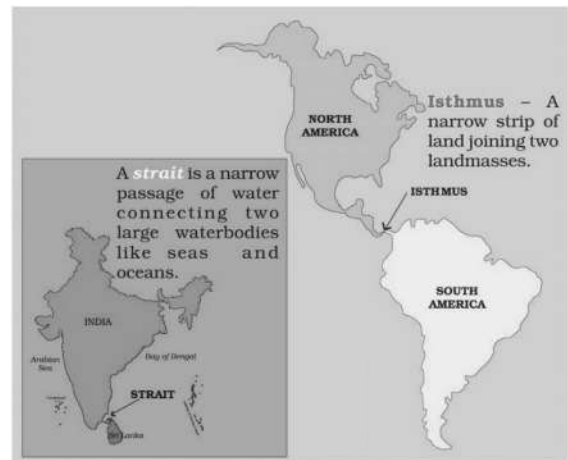 Isthmus – A
narrow strip of
land joining two
landmasses.
NORTH
AMERICA
ISTHMUS
SOUTH
AMERICA
A strait is a narrow
passage of water
connecting two
large waterbodies
like seas and
oceans.
INDIA
Arabian
Sea
Bay of Bengal
STRAIT
Sri Lanka